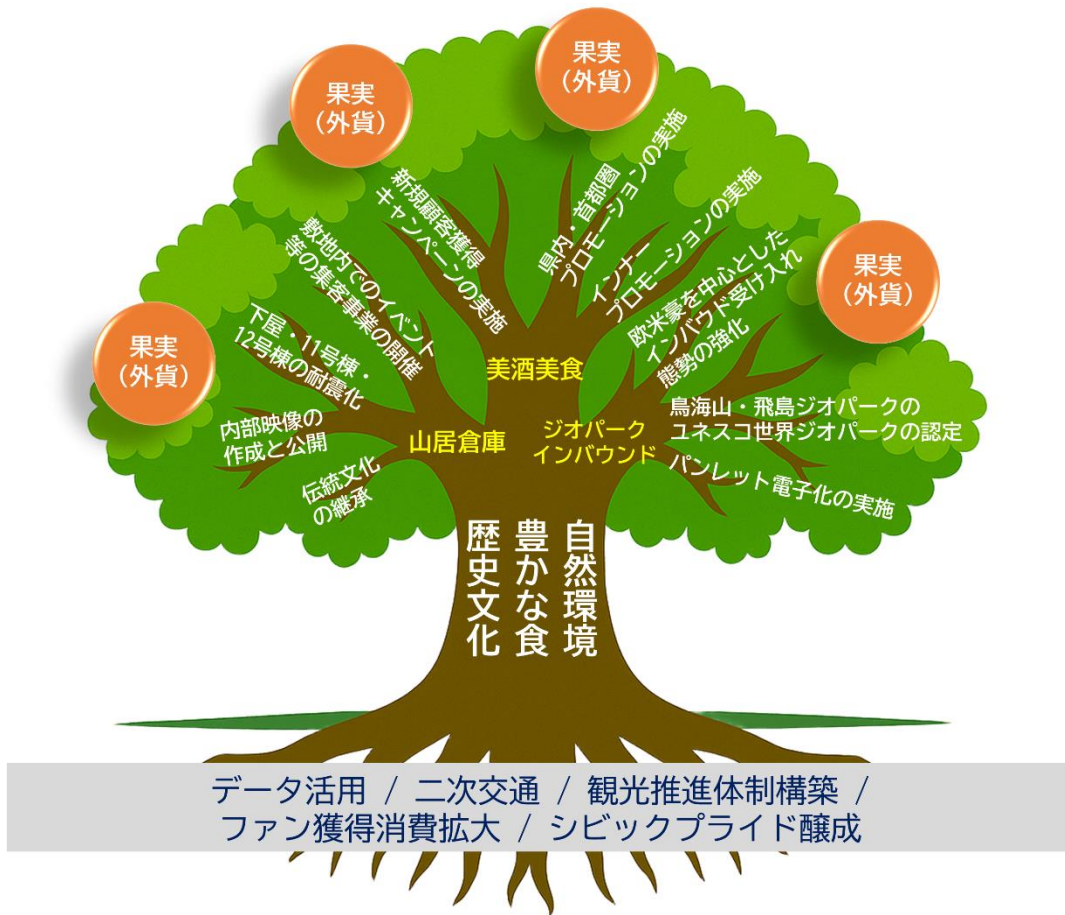 果実
（外貨）
果実
（外貨）
果実
（外貨）
果実
（外貨）
伝統文化
の継承
内部映像の
作成と公開
下屋・11号棟・
12号棟の耐震化
敷地内でのイベント
等の集客事業の開催
新規顧客獲得
キャンペーンの実施
県内・首都圏
プロモーションの実施
インナー
プロモーションの実施
欧米豪を中心とした
インバウンド受け入れ
態勢の強化
鳥海山・飛島ジオパークの
ユネスコ世界ジオパークの認定
パンレット電子化の実施
美酒美食
山居倉庫
ジオパーク
インバウンド
自然環境
豊かな食
歴史文化
データ活用 / 二次交通 / 観光推進体制構築 /
ファン獲得消費拡大 / シビックプライド醸成